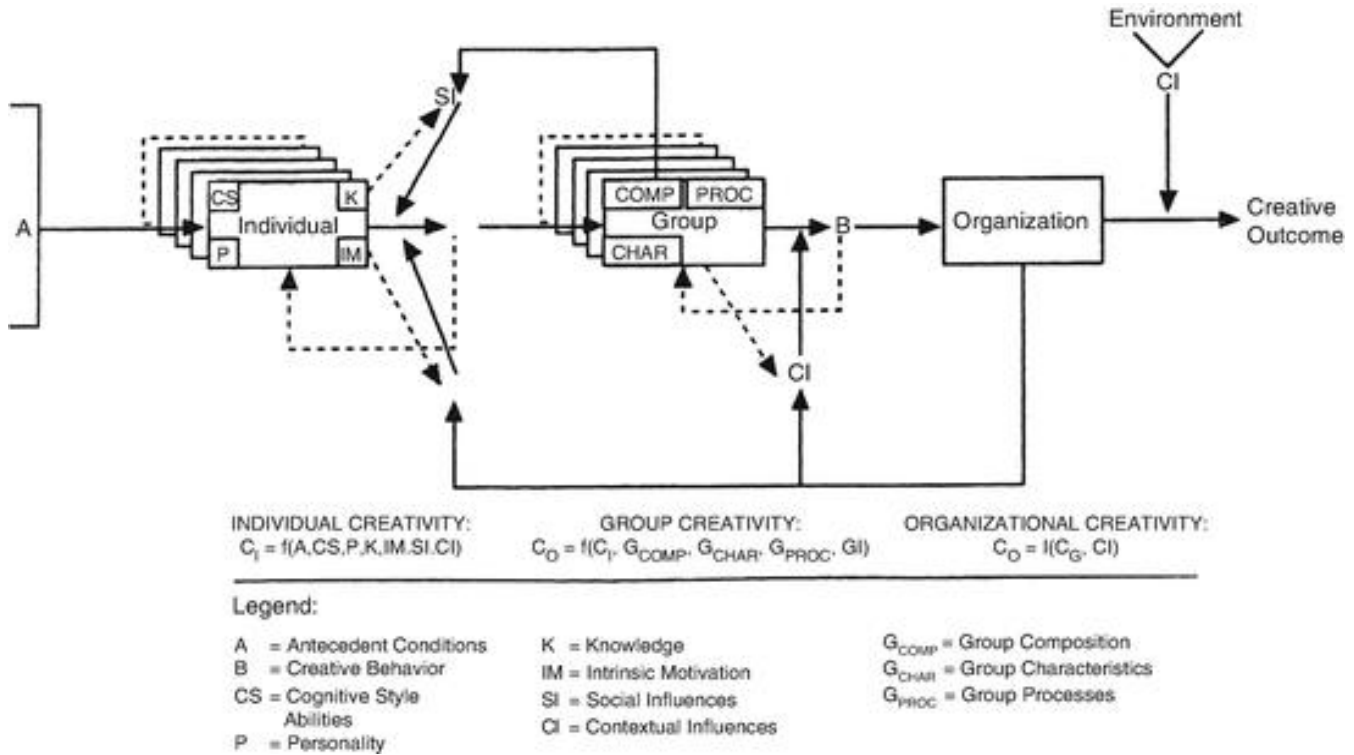 Environment
CI
SI
A
CS
K
Individual
P
IM
COMP
PROC
Group
CHAR
B
Organization
Creative
Outcome
CI
INDIVIDUAL CREATIVITY:
C_I = f(A,CS,P,K,IM.SI.CI)
GROUP CREATIVITY:
C_O = f(C_I, G_COMP, G_CHAR, G_PROC, GI)
ORGANIZATIONAL CREATIVITY:
C_O = I(C_G, CI)
Legend:
A = Antecedent Conditions
B = Creative Behavior
CS = Cognitive Style
Abilities
P = Personality
K = Knowledge
IM = Intrinsic Motivation
SI = Social Influences
CI = Contextual Influences
G_COMP = Group Composition
G_CHAR = Group Characteristics
G_PROC = Group Processes